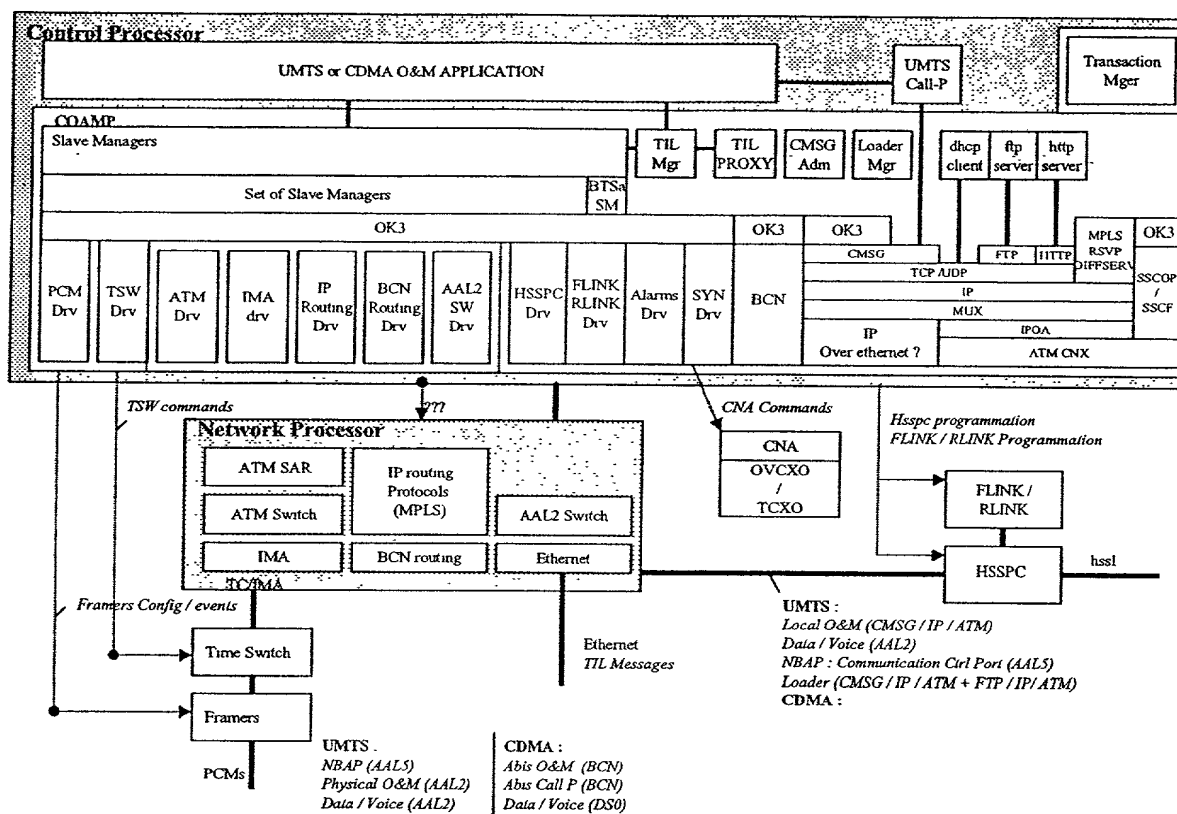 Control Processor
UMTS or CDMA O&M APPLICATION
UMTS
Call-P
Transaction
Mger
COAMP
Slave Managers
TIL
Mgr
TIL
PROXY
CMSG
Adm
Loader
Mgr
dhcp
client
ftp
server
http
server
Set of Slave Managers
BTSa
SM
OK3
OK3
OK3
MPLS
RSVP
DIFFSERV
OK3
CMSG
FTP
HTTP
TCP /UDP
IP
MUX
IPOA
ATM CNX
IP
Over ethernet ?
SSCOP
/
SSCF
PCM
Drv
TSW
Drv
ATM
Drv
IMA
drv
IP
Routing
Drv
BCN
Routing
Drv
AAL2
SW
Drv
HSSPC
Drv
FLINK
RLINK
Drv
Alarms
Drv
SYN
Drv
BCN
TSW commands
???
CNA Commands
Hsspc programmation
FLINK / RLINK Programmation
Network Processor
ATM SAR
IP routing
Protocols
(MPLS)
ATM Switch
AAL2 Switch
IMA
BCN routing
Ethernet
TC/IMA
CNA
OVCXO
/
TCXO
FLINK /
RLINK
HSSPC
hssl
Framers Config / events
Time Switch
Framers
PCMs
Ethernet
TIL Messages
UMTS :
Local O&M (CMSG / IP / ATM)
Data / Voice (AAL2)
NBAP : Communication Ctrl Port (AAL5)
Loader (CMSG / IP / ATM + FTP / IP/ ATM)
CDMA :
UMTS :
NBAP (AAL5)
Physical O&M (AAL2)
Data / Voice (AAL2)
CDMA :
Abis O&M (BCN)
Abis Call P (BCN)
Data / Voice (DS0)